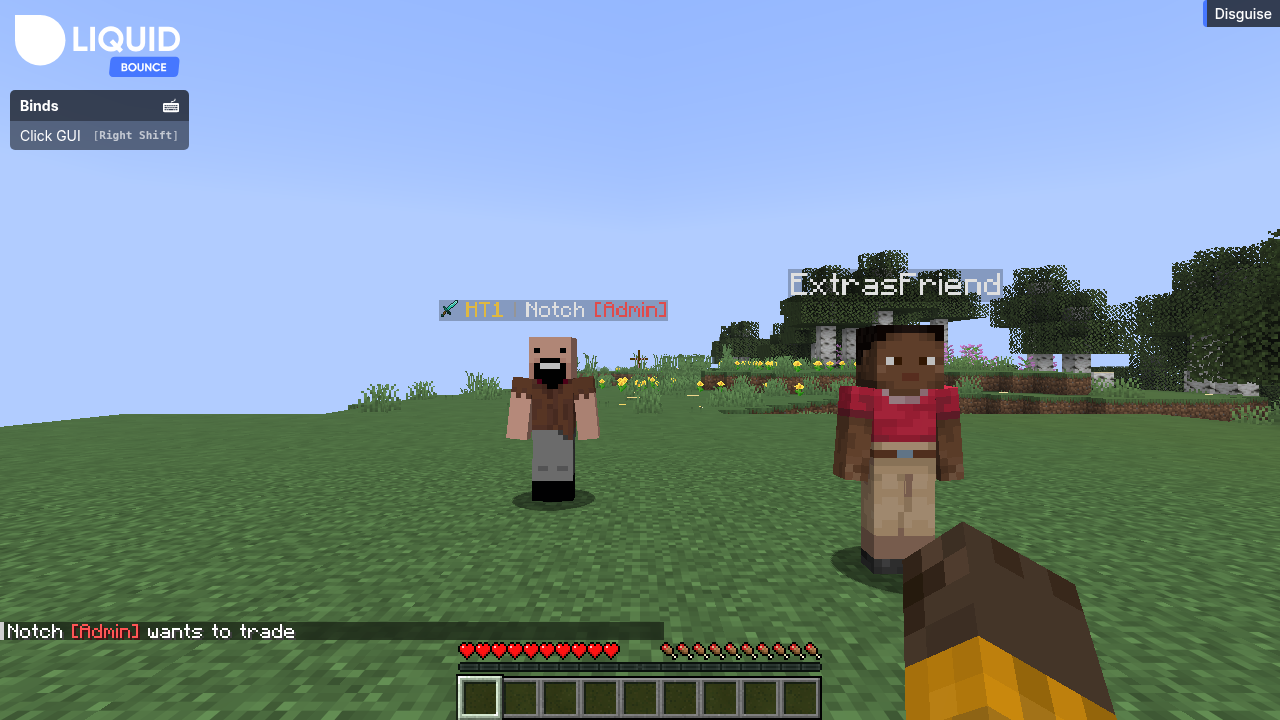 LIQUID
BOUNCE
Disguise
Binds
Click GUI [Right Shift]
ExtrasFriend
HT1 | Notch [Admin]
Notch [Admin] wants to trade